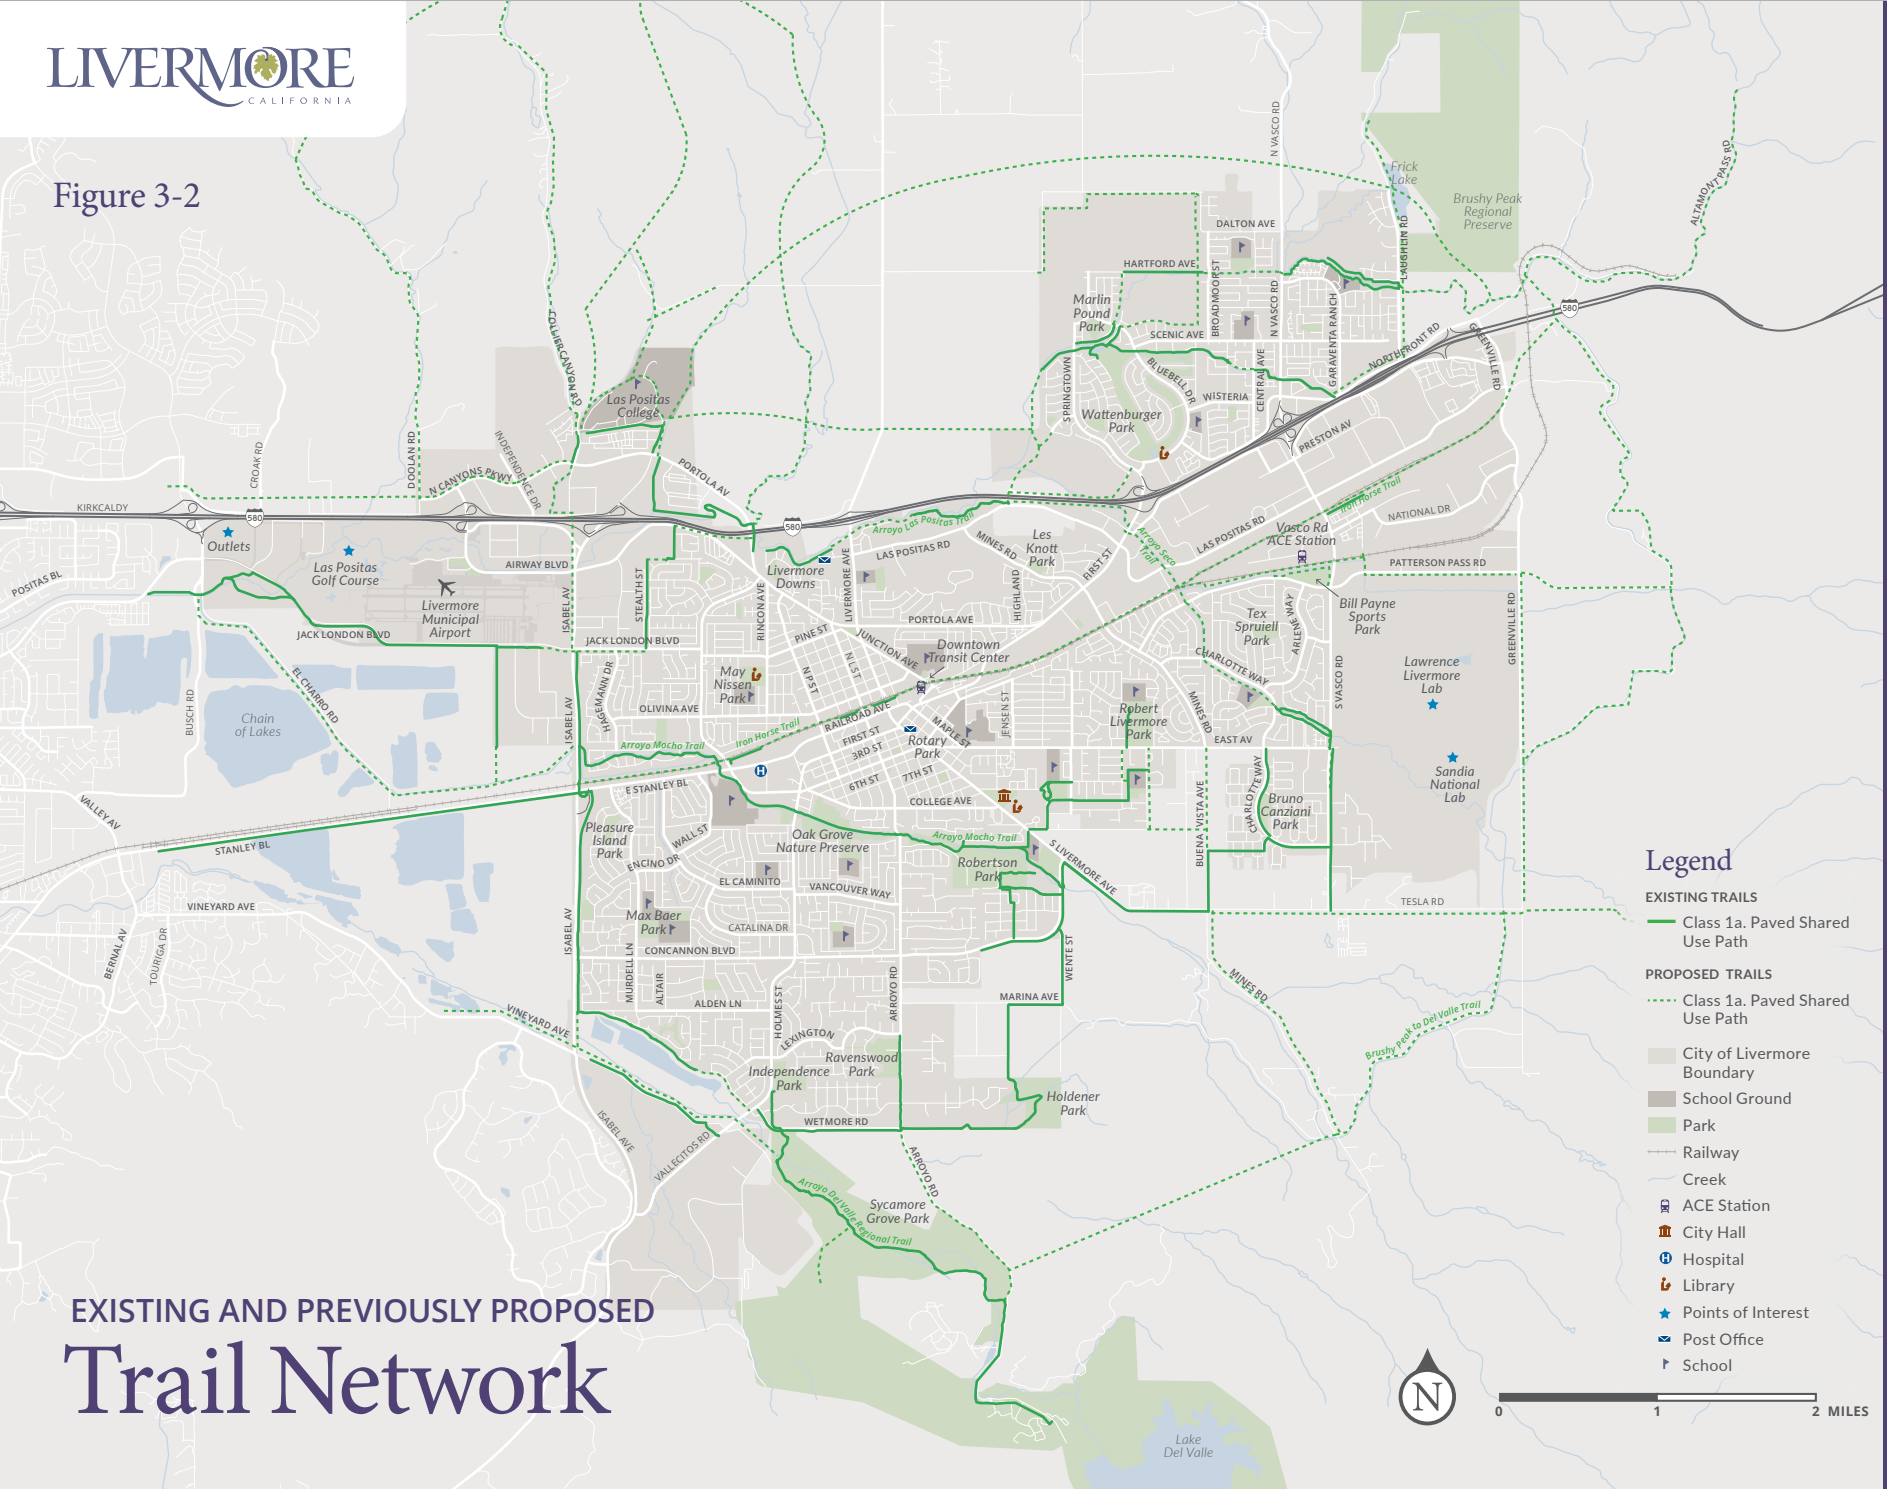 LIVERMORE
CALIFORNIA
Figure 3-2
N VASCO RD
Frick
Lake
Brushy Peak
Regional
Preserve
ALTAMONT PASS RD
DALTON AVE
LAUGHLIN RD
HARTFORD AVE
BROADMOOR ST
N VASCO RD
GARAVENTA RANCH
Marlin
Pound
Park
SCENIC AVE
580
NORTHFRONT RD
GREENVILLE RD
COLLIER CANYON RD
SPRINGTOWN
BLUEBELL DR
CENTRAL AVE
WISTERIA
Las Positas
College
Wattenburger
Park
PRESTON AV
CROAK RD
DOOLAN RD
INDEPENDENCE DR
N CANYONS PKWY
PORTOLA AV
Iron Horse Trail
NATIONAL DR
KIRKCALDY
580
580
Arroyo Las Positas Trail
LAS POSITAS RD
Vasco Rd
ACE Station
Outlets
Las Positas
Golf Course
AIRWAY BLVD
Livermore
Downs
LAS POSITAS RD
MINES RD
Les
Knott
Park
FIRST ST
Arroyo Seco
Trail
PATTERSON PASS RD
POSITAS BL
Livermore
Municipal
Airport
ISABEL AV
STEALTH ST
RINCON AVE
LIVERMORE AVE
HIGHLAND
Bill Payne
Sports
Park
Tex
Spruiell
Park
ARLENE WAY
GREENVILLE RD
JACK LONDON BLVD
JACK LONDON BLVD
PINE ST
PORTOLA AVE
JUNCTION AVE
Downtown
Transit Center
CHARLOTTE WAY
S VASCO RD
Lawrence
Livermore
Lab
EL CHARRO RD
BUSCH RD
Chain
of Lakes
ISABEL AV
HAGEMANN DR
May
Nissen
Park
N P ST
N L ST
OLIVINA AVE
RAILROAD AVE
FIRST ST
3RD ST
MAPLE ST
JENSEN ST
Robert
Livermore
Park
MINES RD
EAST AV
Arroyo Mocho Trail
Iron Horse Trail
Rotary
Park
6TH ST
7TH ST
Sandia
National
Lab
E STANLEY BL
COLLEGE AVE
BUENA VISTA AVE
CHARLOTTE WAY
Bruno
Canziani
Park
VALLEY AV
STANLEY BL
Pleasure
Island
Park
WALL ST
Oak Grove
Nature Preserve
Arroyo Mocho Trail
S LIVERMORE AVE
ENCINO DR
EL CAMINITO
VANCOUVER WAY
Robertson
Park
TESLA RD
VINEYARD AVE
BERNAL AV
TOURIGA DR
ISABEL AV
Max Baer
Park
CATALINA DR
CONCANNON BLVD
MURDELL LN
ALTAIR
ALDEN LN
HOLMES ST
ARROYO RD
WENTE ST
MARINA AVE
MINES RD
VINEYARD AVE
LEXINGTON
Ravenswood
Park
Independence
Park
Brushy Peak to Del Valle Trail
Holdener
Park
WETMORE RD
ISABEL AVE
VALLECITOS RD
ARROYO RD
Arroyo Del Valle Regional Trail
Sycamore
Grove Park
Lake
Del Valle
EXISTING AND PREVIOUSLY PROPOSED
Trail Network
Legend
EXISTING TRAILS
Class 1a. Paved Shared
Use Path
PROPOSED TRAILS
Class 1a. Paved Shared
Use Path
City of Livermore
Boundary
School Ground
Park
Railway
Creek
ACE Station
City Hall
H Hospital
Library
Points of Interest
Post Office
School
N
0 1 2 MILES